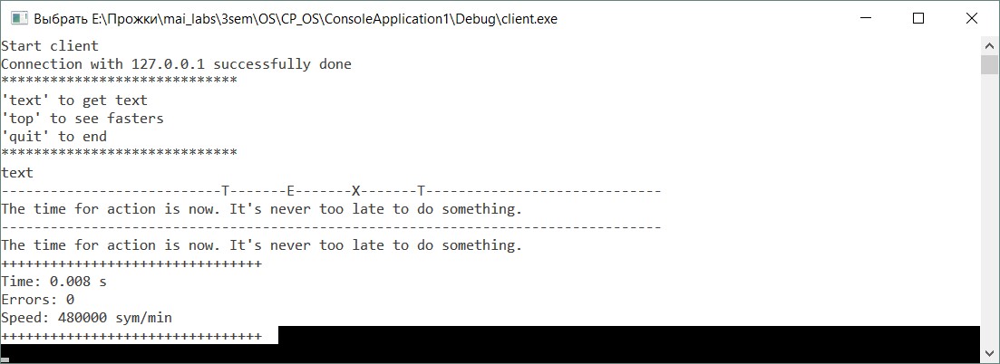 Выбрать E:\Прожки\mai_labs\3sem\OS\CP_OS\ConsoleApplication1\Debug\client.exe
Start client
Connection with 127.0.0.1 successfully done
*****************************
'text' to get text
'top' to see fasters
'quit' to end
*****************************
text
---------------------------T-------E-------X-------T-----------------------------
The time for action is now. It's never too late to do something.
---------------------------------------------------------------------------------
The time for action is now. It's never too late to do something.
++++++++++++++++++++++++++++++++
Time: 0.008 s
Errors: 0
Speed: 480000 sym/min
++++++++++++++++++++++++++++++++